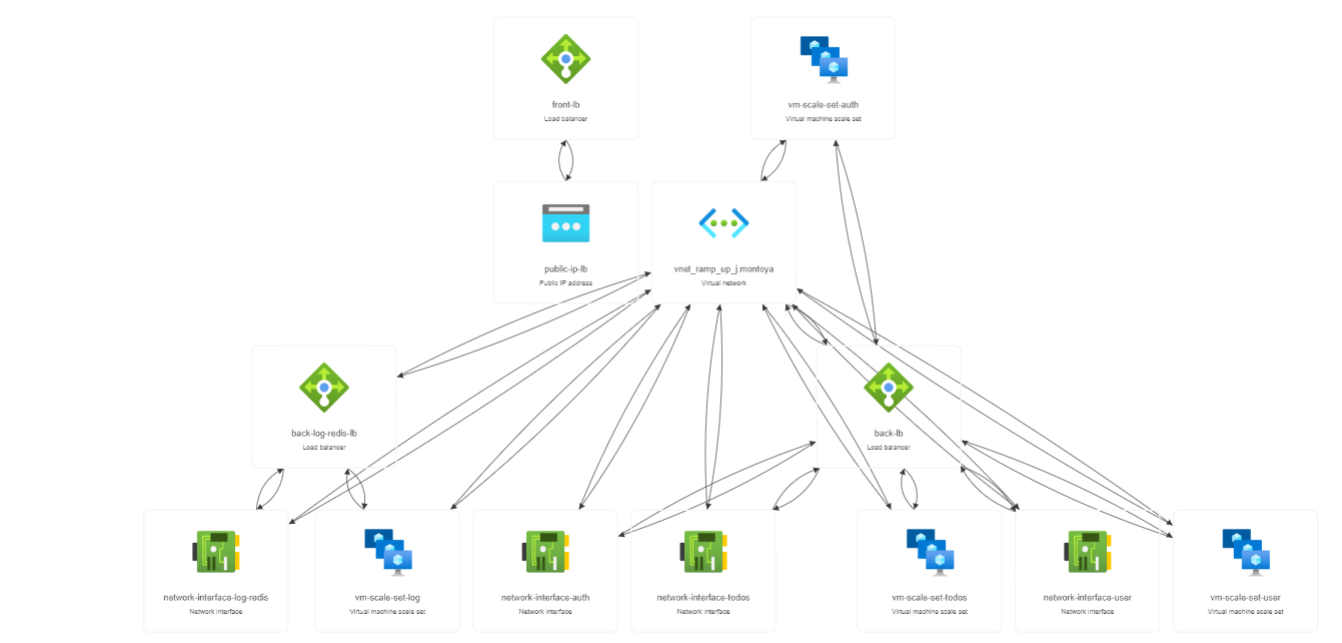 front-lb
Load balancer
vm-scale-set-auth
Virtual machine scale set
public-ip-lb
Public IP address
vnet_ramp_up_j.montoya
Virtual network
back-log-redis-lb
Load balancer
back-lb
Load balancer
network-interface-log-redis
Network interface
vm-scale-set-log
Virtual machine scale set
network-interface-auth
Network interface
network-interface-todos
Network interface
vm-scale-set-todos
Virtual machine scale set
network-interface-user
Network interface
vm-scale-set-user
Virtual machine scale set